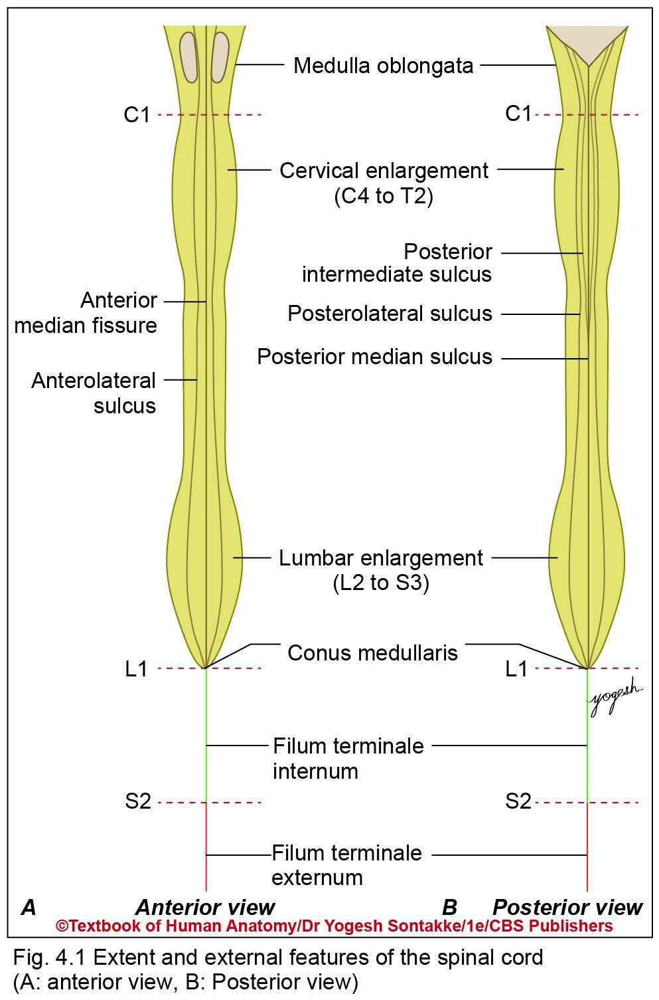 Medulla oblongata
C1
C1
Cervical enlargement
(C4 to T2)
Posterior
intermediate sulcus
Anterior
median fissure
Posterolateral sulcus
Posterior median sulcus
Anterolateral
sulcus
Lumbar enlargement
(L2 to S3)
Conus medullaris
L1
L1
yogesh
Filum terminale
internum
S2
S2
Filum terminale
externum
A Anterior view B Posterior view
©Textbook of Human Anatomy/Dr Yogesh Sontakke/1e/CBS Publishers
Fig. 4.1 Extent and external features of the spinal cord
(A: anterior view, B: Posterior view)